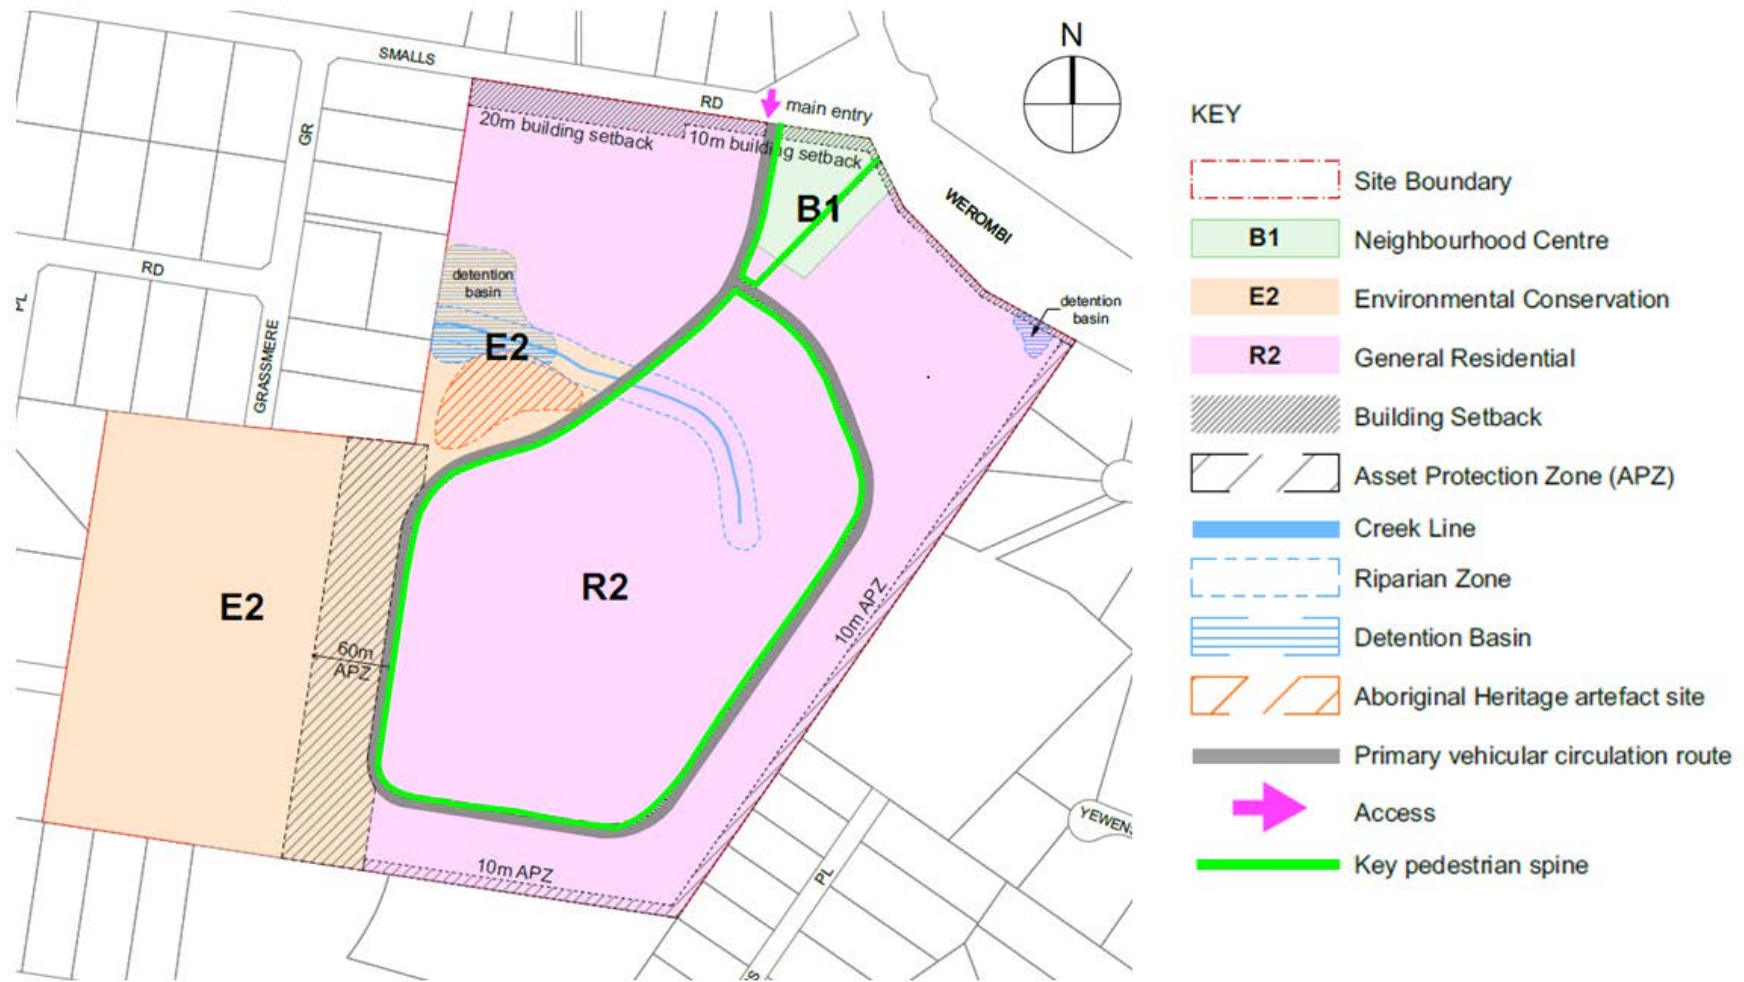 SMALLS
RD
main entry
N
20m building setback
10m building setback
GR
B1
WEROMBI
RD
PL
detention
basin
detention
basin
E2
GRASSMERE
E2
R2
10m APZ
60m
APZ
10m APZ
PL
YEWENS
S
KEY
Site Boundary
B1 Neighbourhood Centre
E2 Environmental Conservation
R2 General Residential
Building Setback
Asset Protection Zone (APZ)
Creek Line
Riparian Zone
Detention Basin
Aboriginal Heritage artefact site
Primary vehicular circulation route
Access
Key pedestrian spine